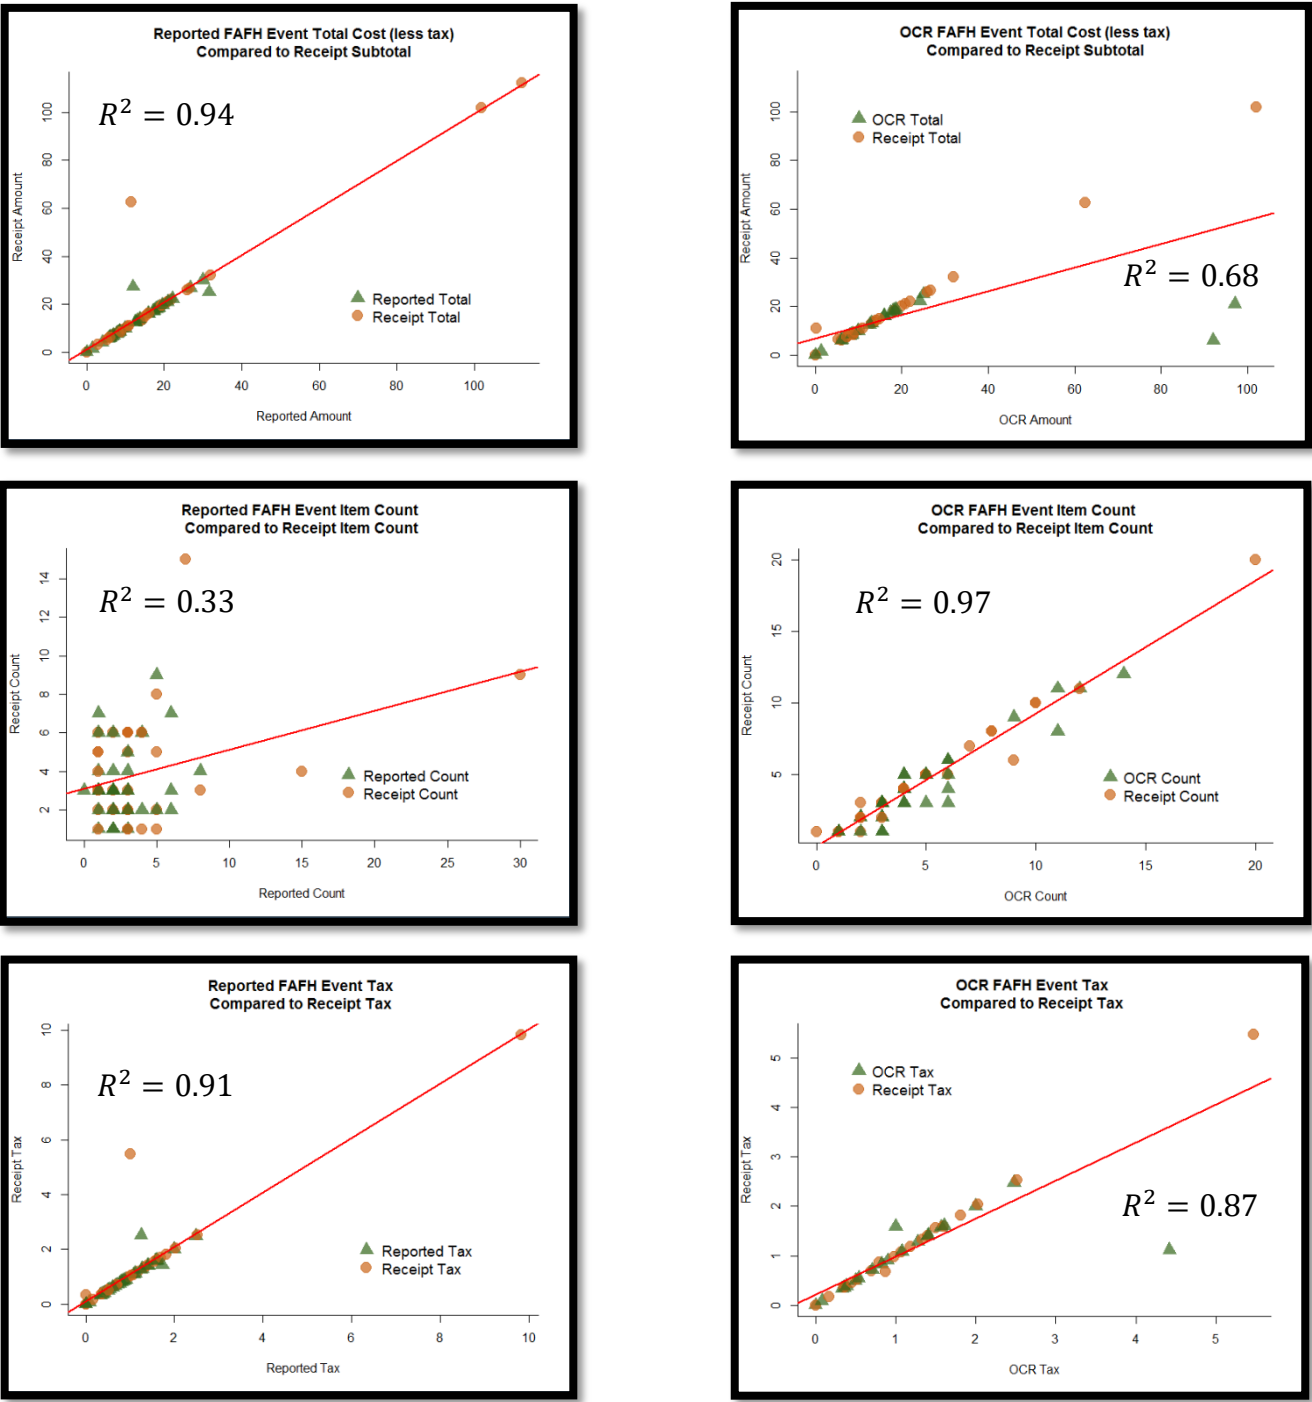 Reported FAFH Event Total Cost (less tax)
Compared to Receipt Subtotal
R² = 0.94
Receipt Amount
0 20 40 60 80 100
Reported Total
Receipt Total
0 20 40 60 80 100
Reported Amount
OCR FAFH Event Total Cost (less tax)
Compared to Receipt Subtotal
OCR Total
Receipt Total
Receipt Amount
0 20 40 60 80 100
R² = 0.68
0 20 40 60 80 100
OCR Amount
Reported FAFH Event Item Count
Compared to Receipt Item Count
R² = 0.33
Receipt Count
2 4 6 8 10 12 14
Reported Count
Receipt Count
0 5 10 15 20 25 30
Reported Count
OCR FAFH Event Item Count
Compared to Receipt Item Count
R² = 0.97
Receipt Count
5 10 15 20
OCR Count
Receipt Count
0 5 10 15 20
OCR Count
Reported FAFH Event Tax
Compared to Receipt Tax
R² = 0.91
Receipt Tax
0 2 4 6 8 10
Reported Tax
Receipt Tax
0 2 4 6 8 10
Reported Tax
OCR FAFH Event Tax
Compared to Receipt Tax
OCR Tax
Receipt Tax
Receipt Tax
0 1 2 3 4 5
R² = 0.87
0 1 2 3 4 5
OCR Tax